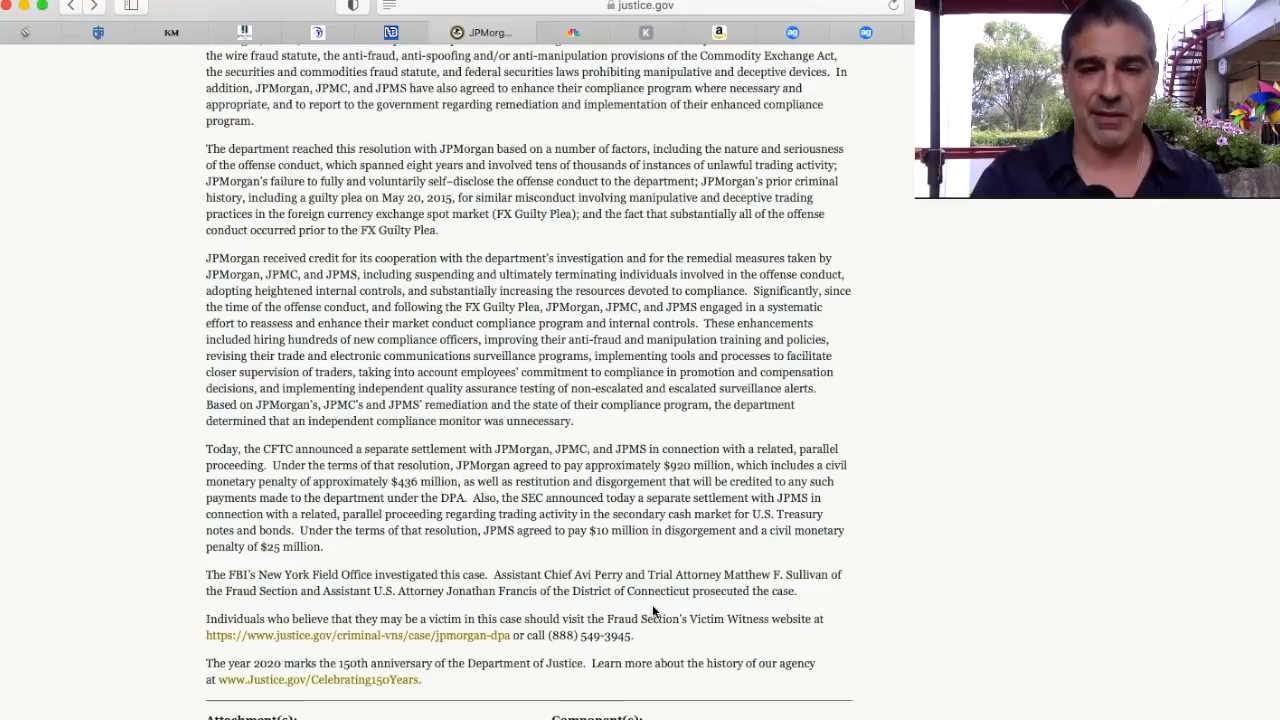 justice.gov
KM
JPMorg...
K
a
ag
ag
the wire fraud statute, the anti-fraud, anti-spoofing and/or anti-manipulation provisions of the Commodity Exchange Act,
the securities and commodities fraud statute, and federal securities laws prohibiting manipulative and deceptive devices.  In
addition, JPMorgan, JPMC, and JPMS have also agreed to enhance their compliance program where necessary and
appropriate, and to report to the government regarding remediation and implementation of their enhanced compliance
program.
The department reached this resolution with JPMorgan based on a number of factors, including the nature and seriousness
of the offense conduct, which spanned eight years and involved tens of thousands of instances of unlawful trading activity;
JPMorgan's failure to fully and voluntarily self–disclose the offense conduct to the department; JPMorgan's prior criminal
history, including a guilty plea on May 20, 2015, for similar misconduct involving manipulative and deceptive trading
practices in the foreign currency exchange spot market (FX Guilty Plea); and the fact that substantially all of the offense
conduct occurred prior to the FX Guilty Plea.
JPMorgan received credit for its cooperation with the department's investigation and for the remedial measures taken by
JPMorgan, JPMC, and JPMS, including suspending and ultimately terminating individuals involved in the offense conduct,
adopting heightened internal controls, and substantially increasing the resources devoted to compliance.  Significantly, since
the time of the offense conduct, and following the FX Guilty Plea, JPMorgan, JPMC, and JPMS engaged in a systematic
effort to reassess and enhance their market conduct compliance program and internal controls.  These enhancements
included hiring hundreds of new compliance officers, improving their anti-fraud and manipulation training and policies,
revising their trade and electronic communications surveillance programs, implementing tools and processes to facilitate
closer supervision of traders, taking into account employees' commitment to compliance in promotion and compensation
decisions, and implementing independent quality assurance testing of non-escalated and escalated surveillance alerts.
Based on JPMorgan's, JPMC's and JPMS' remediation and the state of their compliance program, the department
determined that an independent compliance monitor was unnecessary.
Today, the CFTC announced a separate settlement with JPMorgan, JPMC, and JPMS in connection with a related, parallel
proceeding.  Under the terms of that resolution, JPMorgan agreed to pay approximately $920 million, which includes a civil
monetary penalty of approximately $436 million, as well as restitution and disgorgement that will be credited to any such
payments made to the department under the DPA.  Also, the SEC announced today a separate settlement with JPMS in
connection with a related, parallel proceeding regarding trading activity in the secondary cash market for U.S. Treasury
notes and bonds.  Under the terms of that resolution, JPMS agreed to pay $10 million in disgorgement and a civil monetary
penalty of $25 million.
The FBI's New York Field Office investigated this case.  Assistant Chief Avi Perry and Trial Attorney Matthew F. Sullivan of
the Fraud Section and Assistant U.S. Attorney Jonathan Francis of the District of Connecticut prosecuted the case.
Individuals who believe that they may be a victim in this case should visit the Fraud Section's Victim Witness website at
https://www.justice.gov/criminal-vns/case/jpmorgan-dpa or call (888) 549-3945.
The year 2020 marks the 150th anniversary of the Department of Justice.  Learn more about the history of our agency
at www.Justice.gov/Celebrating150Years.
Attachment(s): Component(s):